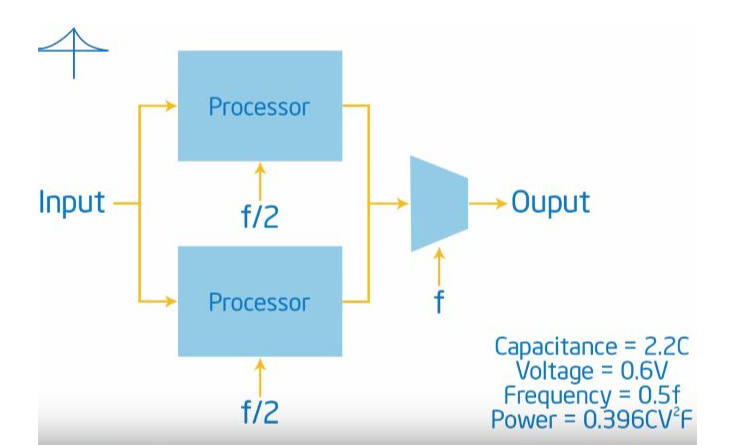 Processor
f/2
Input
Ouput
Processor
f
f/2
Capacitance = 2.2C
Voltage = 0.6V
Frequency = 0.5f
Power = 0.396CV²F